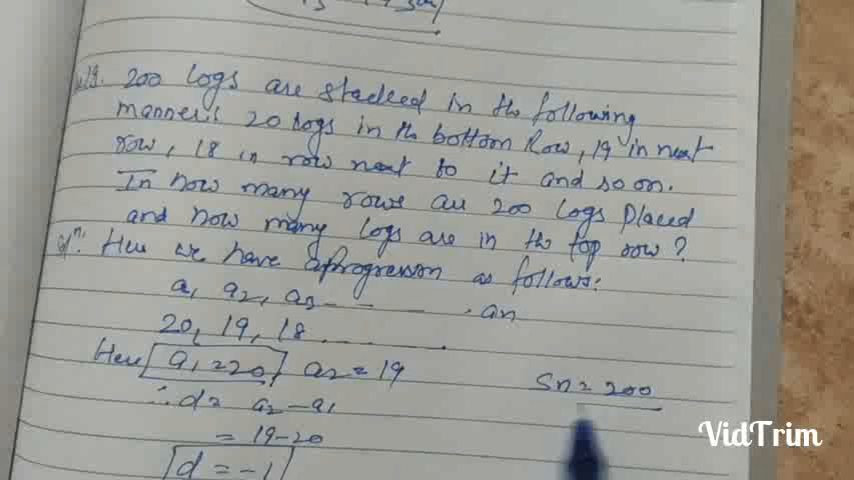 19. 200 logs are stacked in the following
manner: 20 logs in the bottom Row, 19 in next
row, 18 in row next to it and so on.
In how many rows are 200 logs placed
and how many logs are in the top row?
Here we have a progression as follows:
a, a2, a3 - - - - . an
20, 19, 18 . . . . . .
Here a1 = 20, a2 = 19
Sn = 200
∴ d = a2 - a1
= 19-20
d = -1
VidTrim